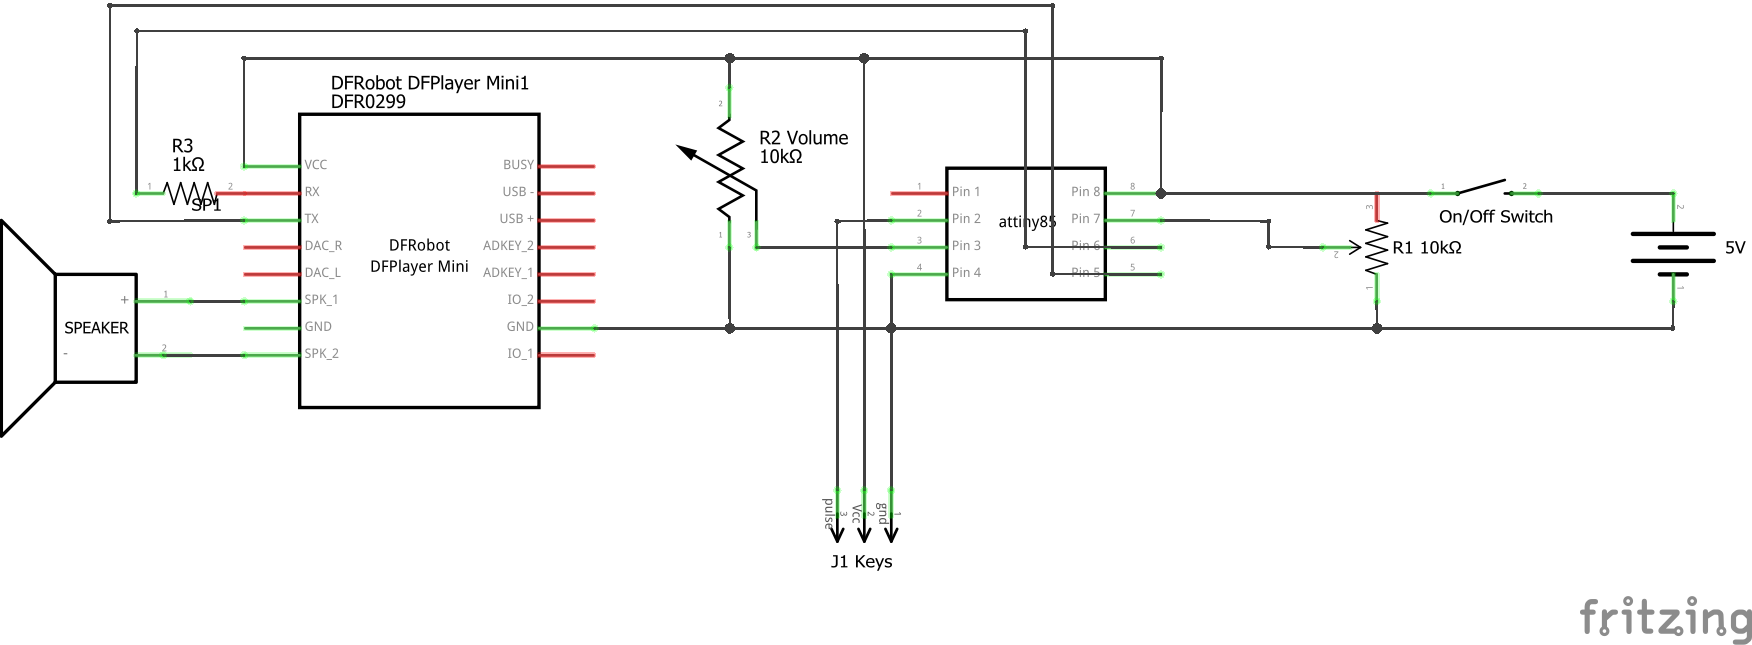 DFRobot DFPlayer Mini1
DFR0299
R3
1kΩ
1
2
SP1
VCC
RX
TX
DAC_R
DAC_L
SPK_1
GND
SPK_2
BUSY
USB -
USB +
ADKEY_2
ADKEY_1
IO_2
GND
IO_1
DFRobot
DFPlayer Mini
SPEAKER
+
-
1
2
2
R2 Volume
10kΩ
1
3
Pin 1
Pin 2
Pin 3
Pin 4
Pin 8
Pin 7
Pin 6
Pin 5
attiny85
1
2
3
4
8
7
6
5
1
2
On/Off Switch
3
2
R1 10kΩ
1
2
5V
1
pulse
3
Vcc
2
gnd
1
J1 Keys
fritzing